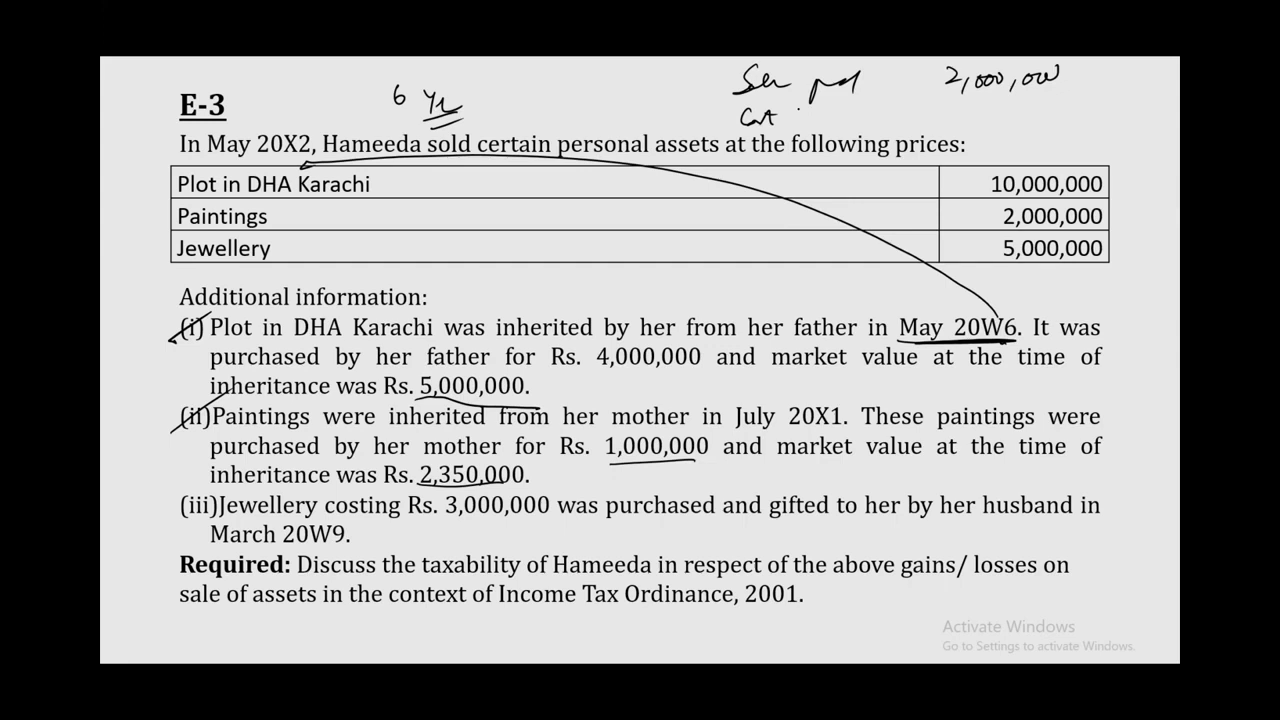 6 Yr
2,000,000
Cost
E-3
In May 20X2, Hameeda sold certain personal assets at the following prices:
Plot in DHA Karachi 10,000,000
Paintings 2,000,000
Jewellery 5,000,000
Additional information:
(i) Plot in DHA Karachi was inherited by her from her father in May 20W6. It was
purchased by her father for Rs. 4,000,000 and market value at the time of
inheritance was Rs. 5,000,000.
(ii)Paintings were inherited from her mother in July 20X1. These paintings were
purchased by her mother for Rs. 1,000,000 and market value at the time of
inheritance was Rs. 2,350,000.
(iii)Jewellery costing Rs. 3,000,000 was purchased and gifted to her by her husband in
March 20W9.
Required: Discuss the taxability of Hameeda in respect of the above gains/ losses on
sale of assets in the context of Income Tax Ordinance, 2001.
Activate Windows
Go to Settings to activate Windows.